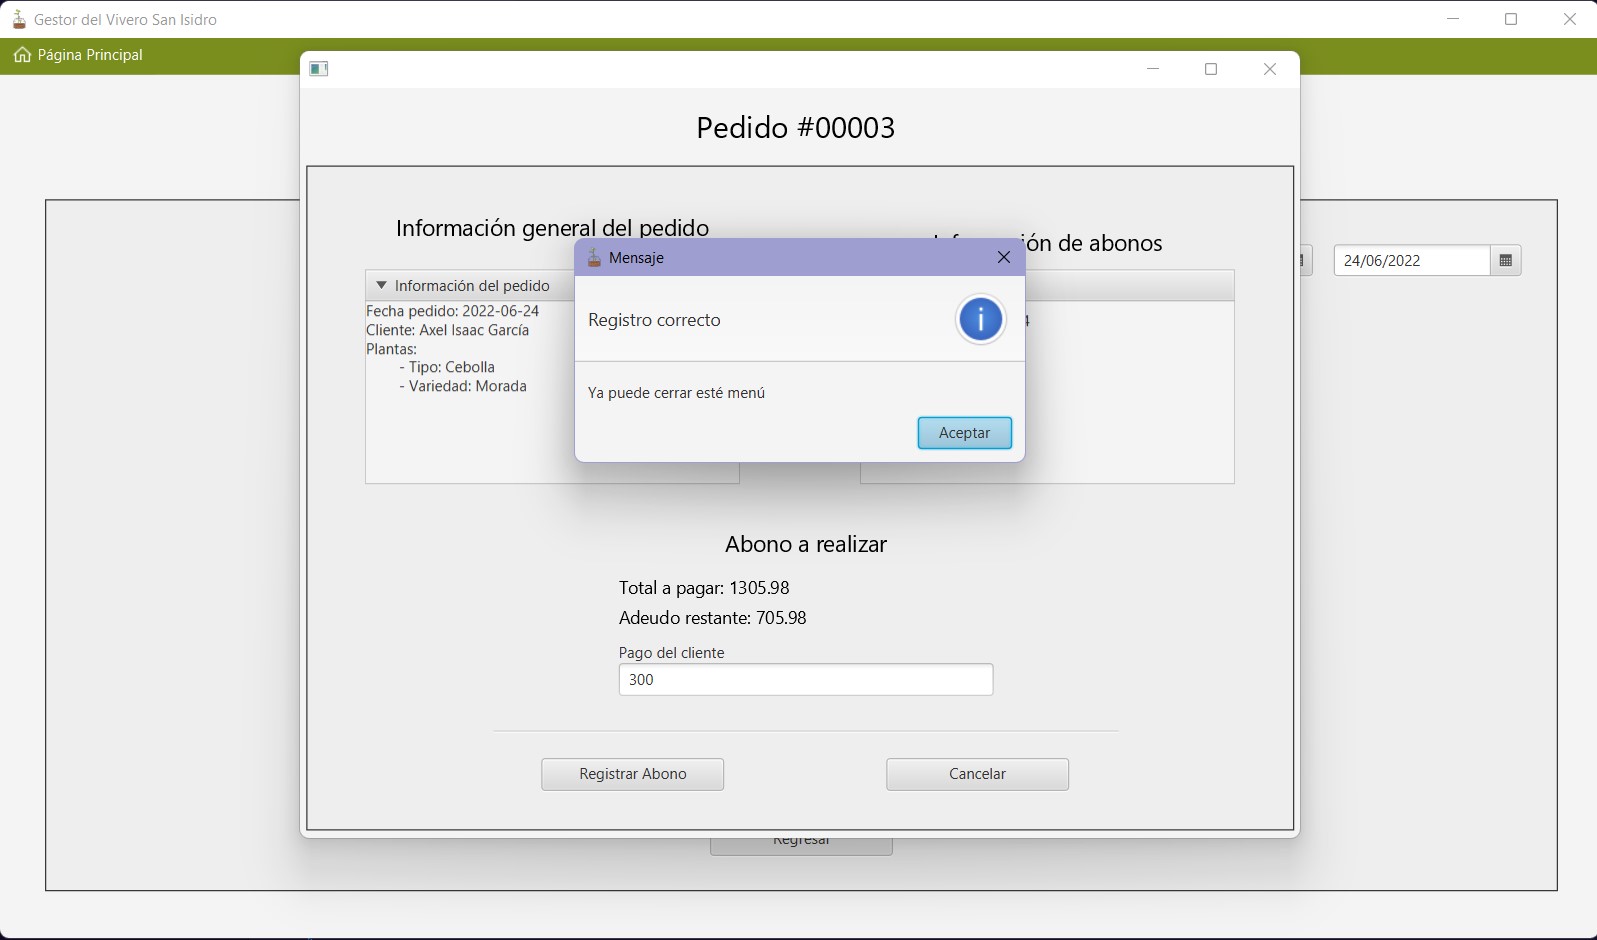 Gestor del Vivero San Isidro
Página Principal
Pedido #00003
Información general del pedido
ión de abonos
24/06/2022
Mensaje
Información del pedido
Fecha pedido: 2022-06-24
Cliente: Axel Isaac García
Plantas:
- Tipo: Cebolla
- Variedad: Morada
Registro correcto
4
Ya puede cerrar esté menú
Aceptar
Abono a realizar
Total a pagar: 1305.98
Adeudo restante: 705.98
Pago del cliente
300
Registrar Abono
Cancelar
Regresar